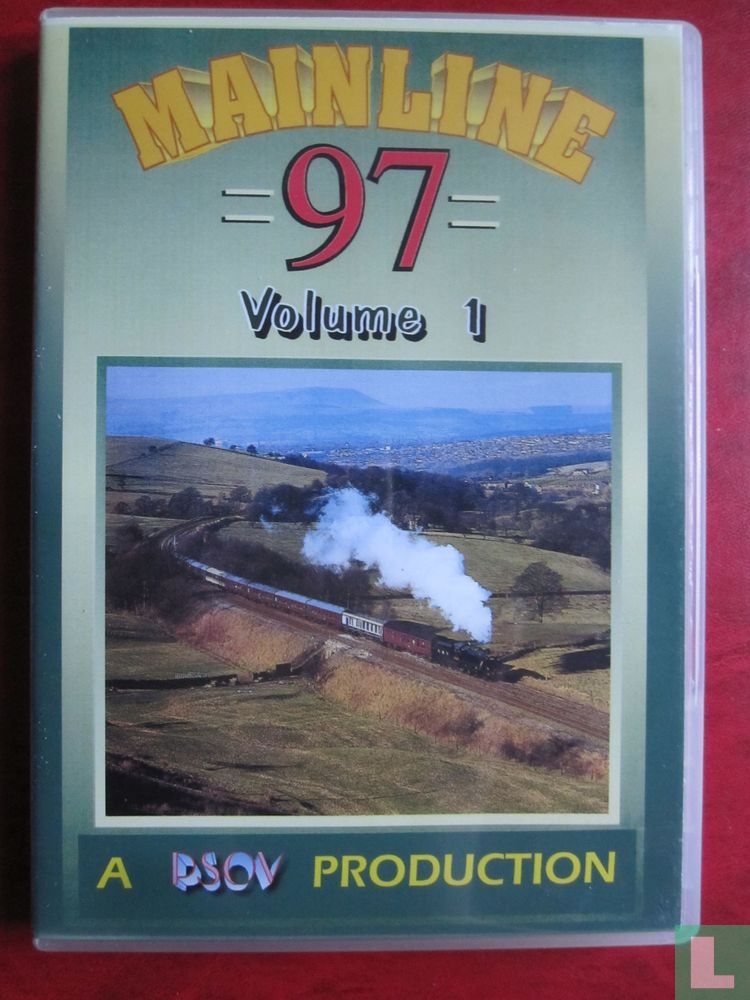 MAINLINE
97
Volume 1
A PSOV PRODUCTION
L